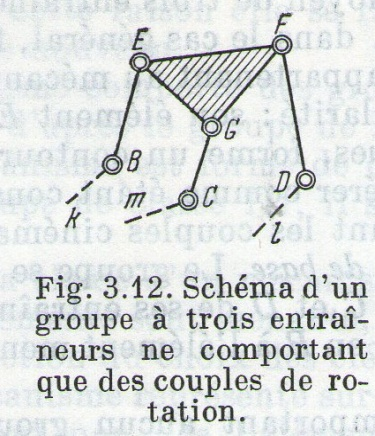 E
F
G
B
D
C
k
m
l
Fig. 3.12. Schéma d'un
groupe à trois entraî-
neurs ne comportant
que des couples de ro-
tation.